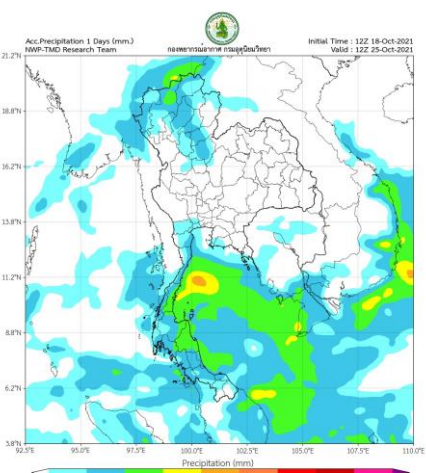 Acc.Precipitation 1 Days (mm.)
NWP-TMD Research Team
กองพยากรณ์อากาศ กรมอุตุนิยมวิทยา
Initial Time : 12Z 18-Oct-2021
Valid : 12Z 25-Oct-2021
21.2°N
18.8°N
16.2°N
13.8°N
11.2°N
8.8°N
6.2°N
3.8°N
92.5°E 95.0°E 97.5°E 100.0°E 102.5°E 105.0°E 107.5°E 110.0°E
Precipitation (mm)